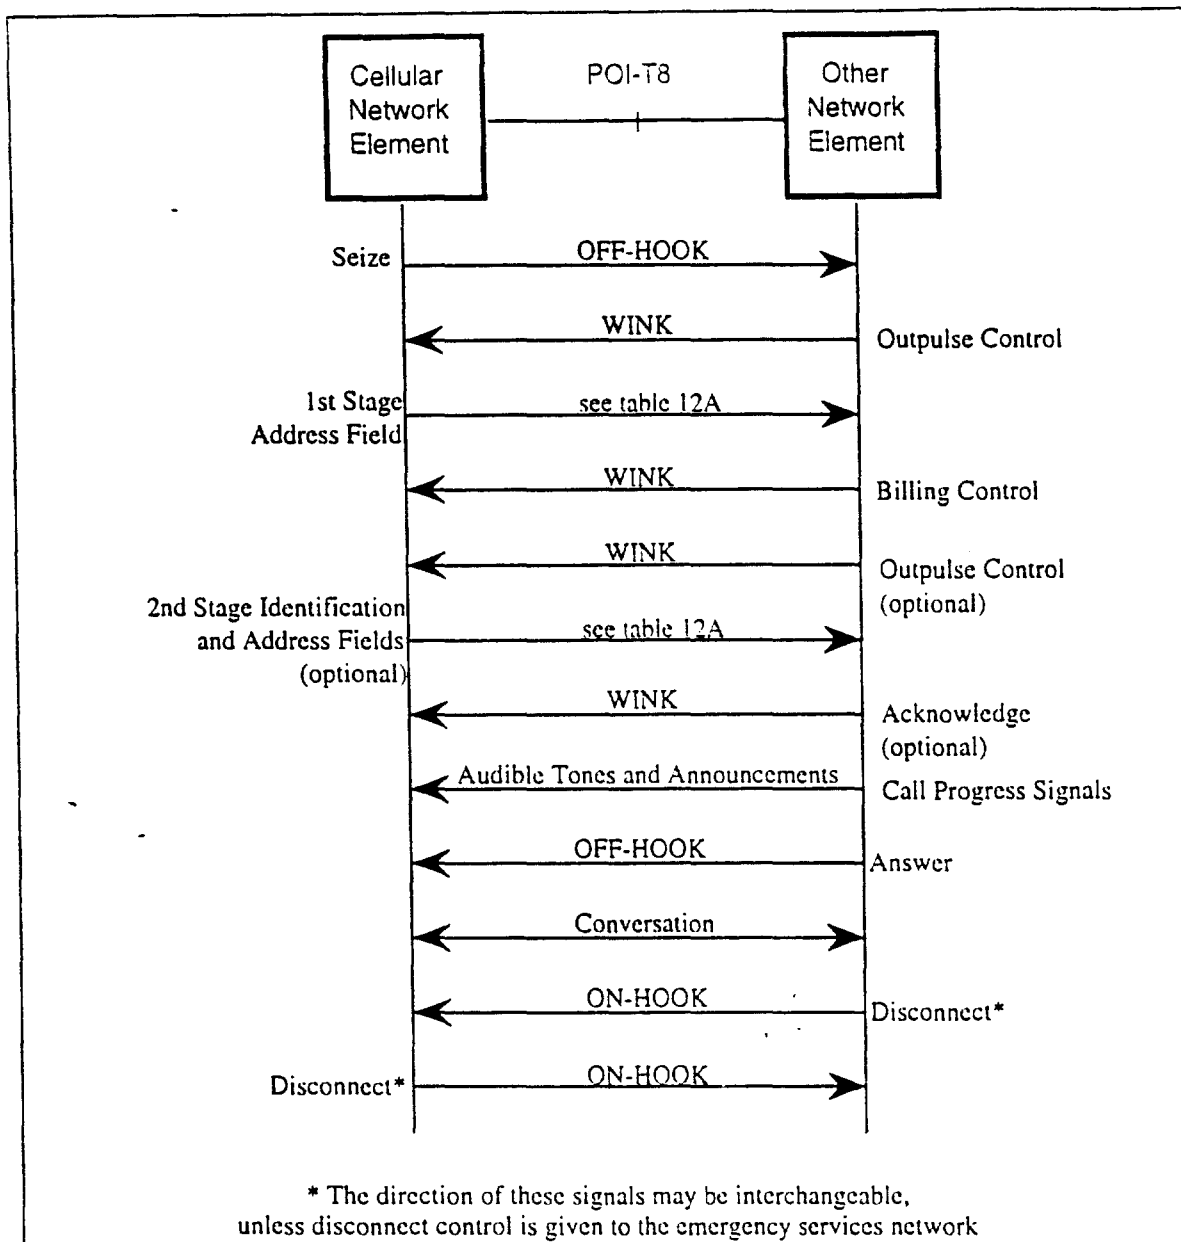 Cellular
Network
Element
POI-T8
Other
Network
Element
Seize
OFF-HOOK
WINK
Outpulse Control
1st Stage
Address Field
see table 12A
WINK
Billing Control
WINK
Outpulse Control
(optional)
2nd Stage Identification
and Address Fields
(optional)
see table 12A
WINK
Acknowledge
(optional)
Audible Tones and Announcements
Call Progress Signals
OFF-HOOK
Answer
Conversation
ON-HOOK
Disconnect*
Disconnect*
ON-HOOK
* The direction of these signals may be interchangeable,
unless disconnect control is given to the emergency services network